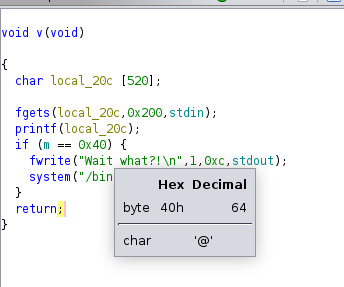 void v(void)
{
char local_20c [520];
fgets(local_20c,0x200,stdin);
printf(local_20c);
if (m == 0x40) {
fwrite("Wait what?!\n",1,0xc,stdout);
system("/bin
}
return;
}
Hex Decimal
byte 40h 64
char '@'